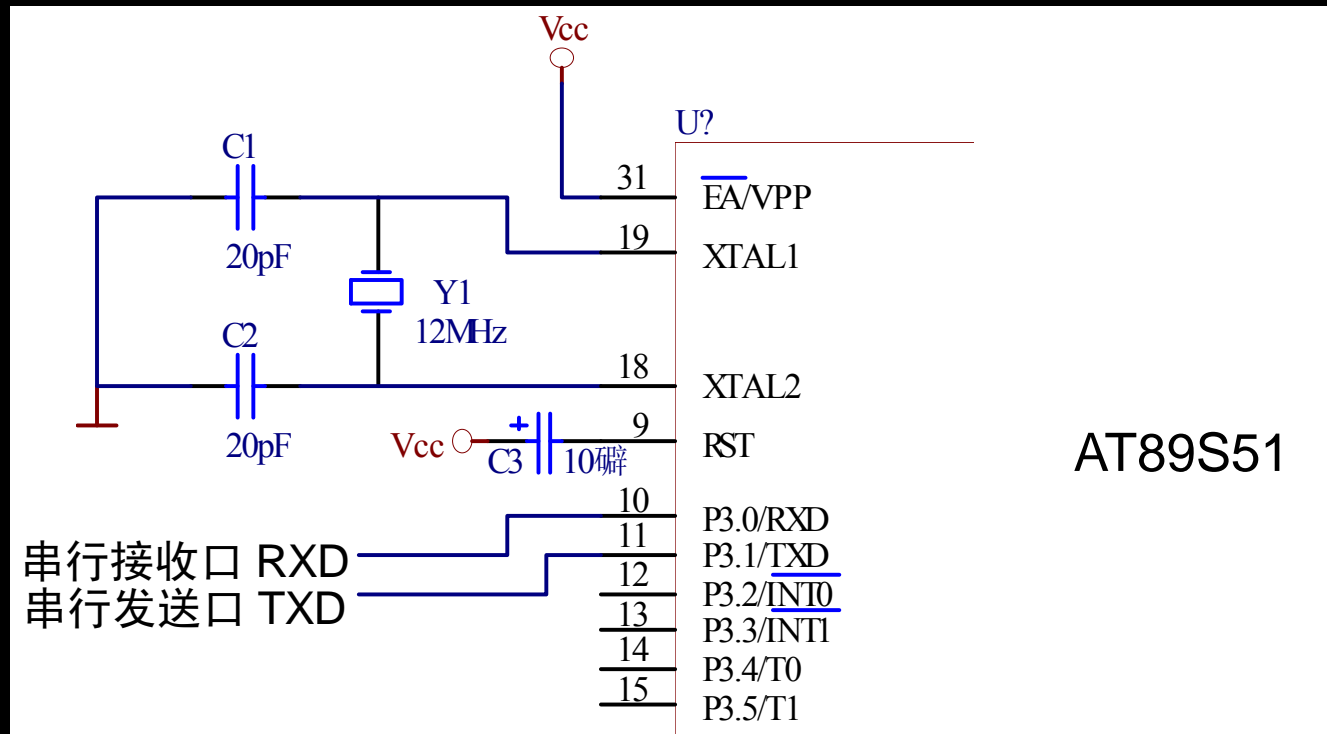 Vcc
U?
C1
31
EA/VPP
19
XTAL1
20pF
Y1
12MHz
C2
18
XTAL2
20pF
Vcc
+
C3
10礔
9
RST
AT89S51
10
P3.0/RXD
串行接收口 RXD
11
P3.1/TXD
串行发送口 TXD
12
P3.2/INT0
13
P3.3/INT1
14
P3.4/T0
15
P3.5/T1